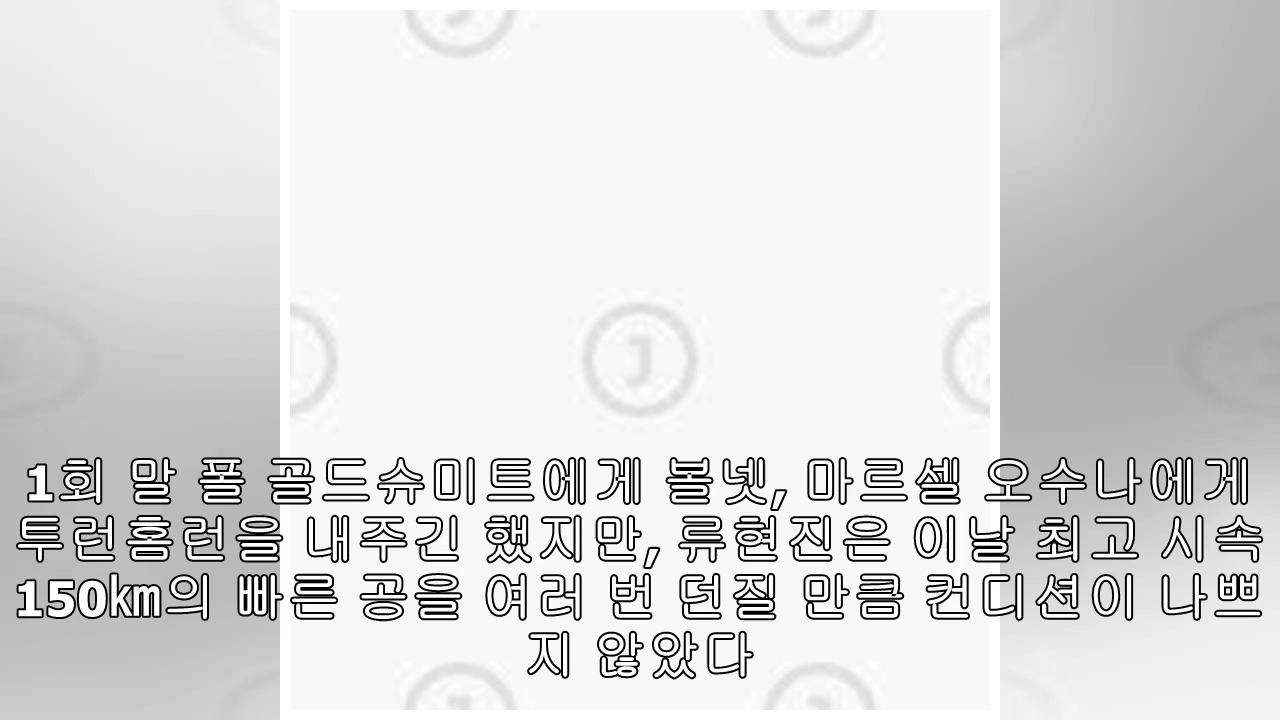 J
J
J
1회 말 폴 골드슈미트에게 볼넷, 마르셀 오수나에게
투런홈런을 내주긴 했지만, 류현진은 이날 최고 시속
150㎞의 빠른 공을 여러 번 던질 만큼 컨디션이 나쁘
지 않았다